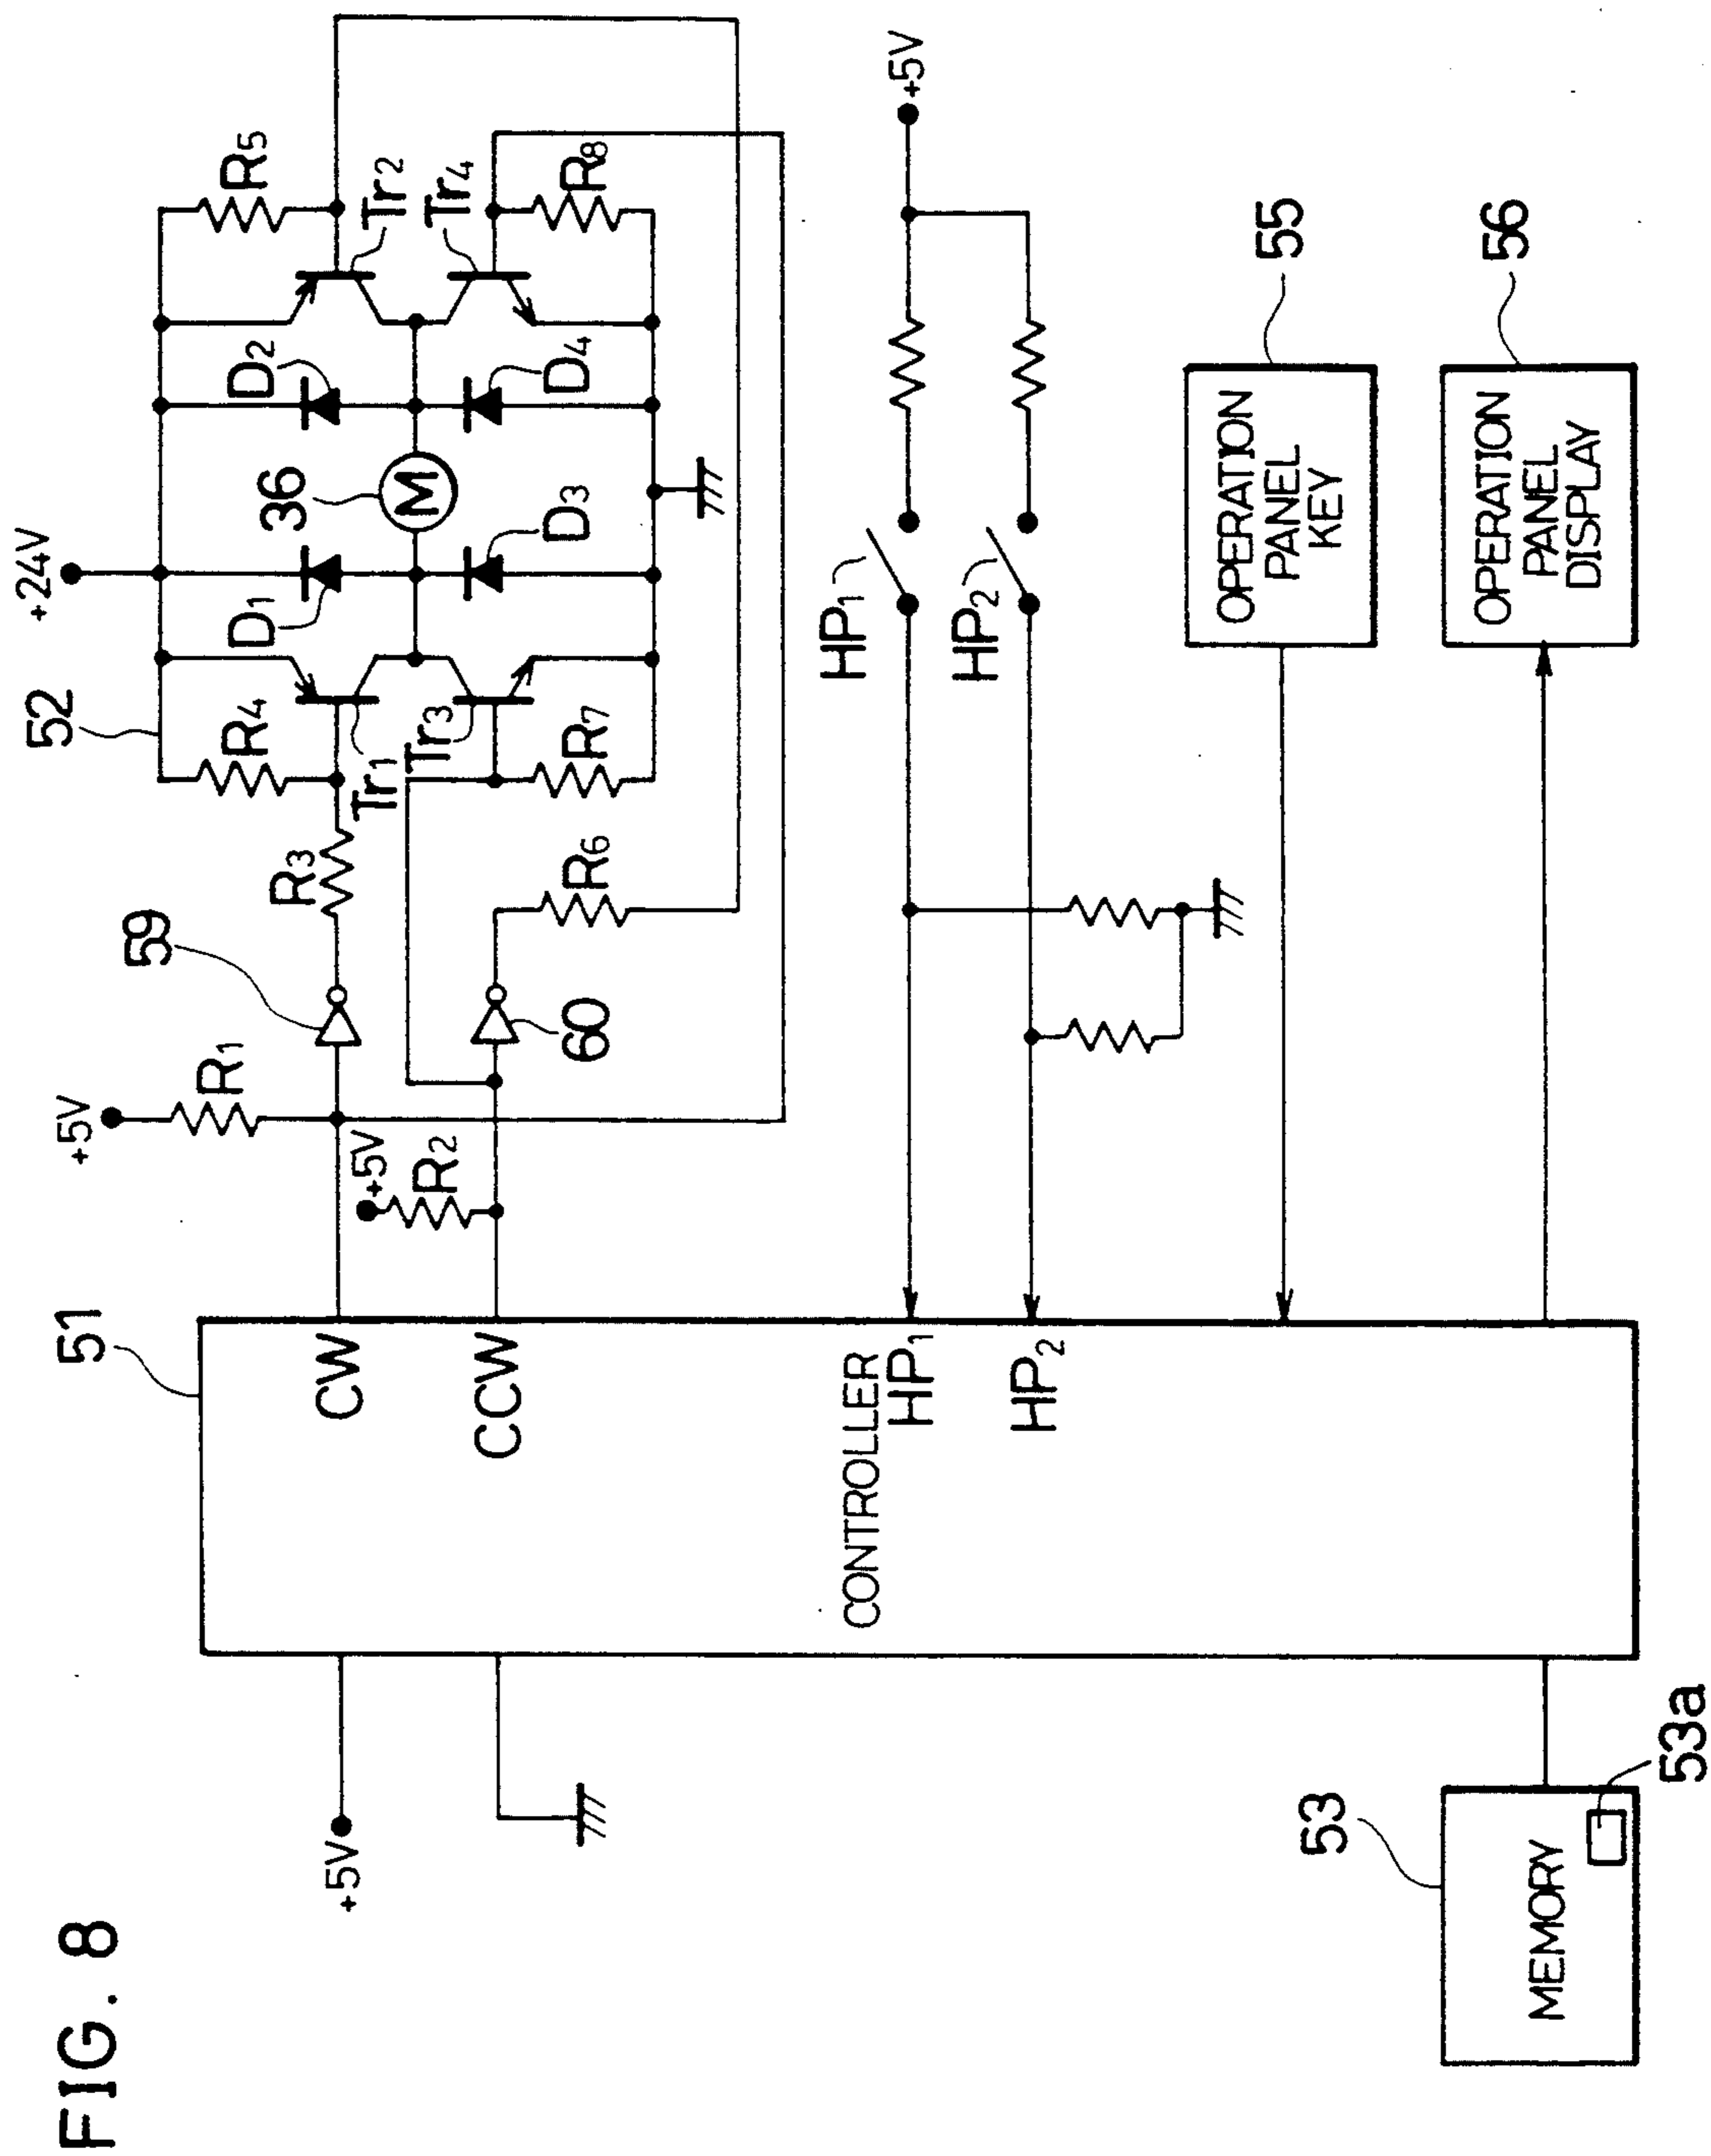 FIG. 8
+5V
51
CW
CCW
CONTROLLER
HP1
HP2
MEMORY
53
53a
+5V
R1
+5V
R2
59
60
R3
R6
52
+24V
R4
Tr1
Tr3
R7
D1
D3
36
M
D2
D4
R5
Tr2
Tr4
R8
HP1
HP2
+5V
OPERATION
PANEL
KEY
55
OPERATION
PANEL
DISPLAY
56